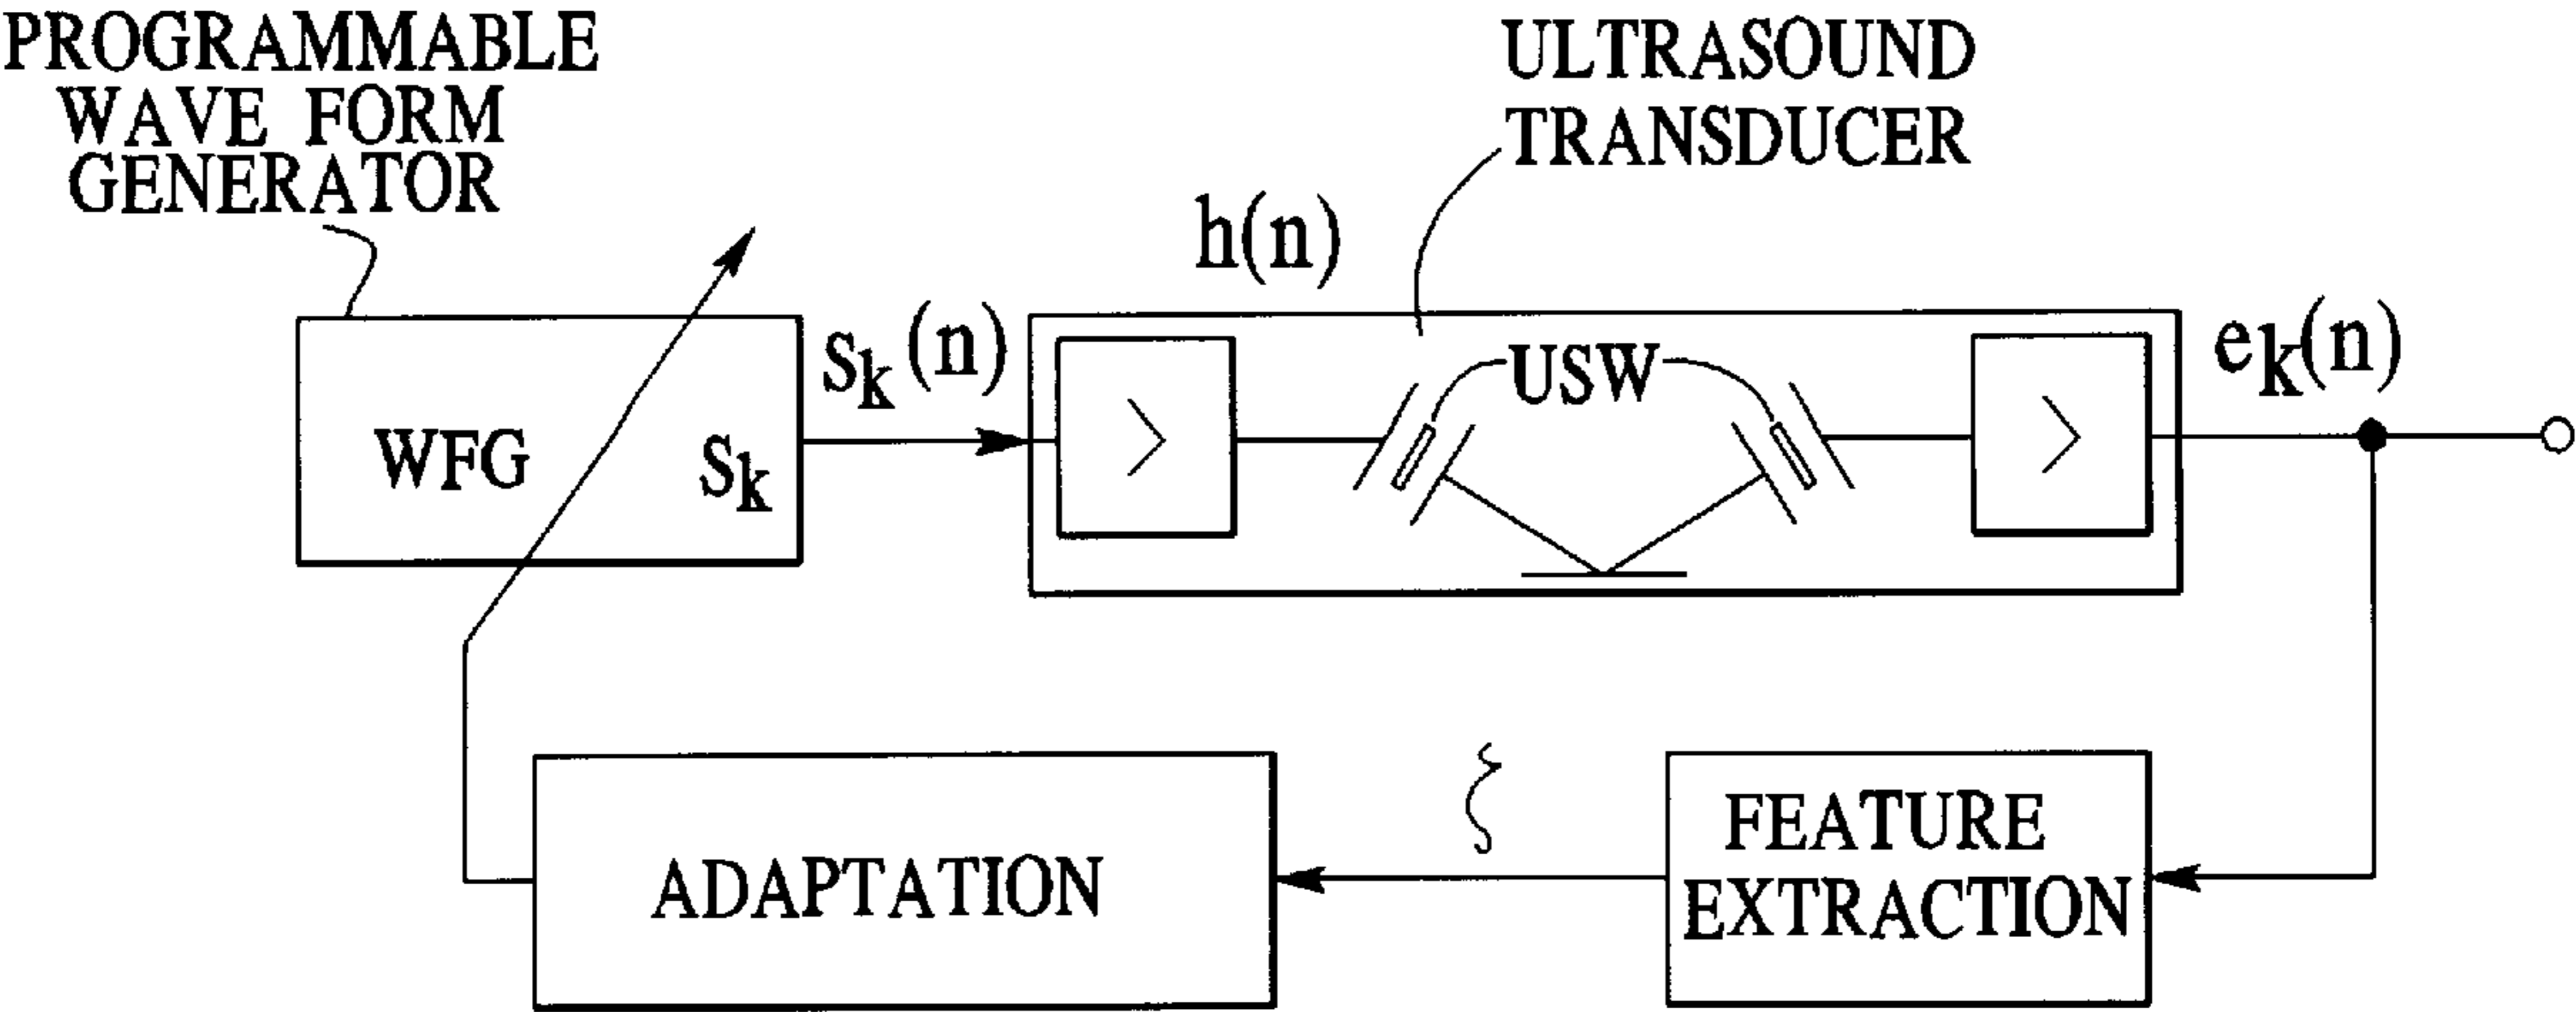 PROGRAMMABLE
WAVE FORM
GENERATOR
ULTRASOUND
TRANSDUCER
h(n)
sk(n)
ek(n)
USW
WFG
Sk
ξ
FEATURE
EXTRACTION
ADAPTATION